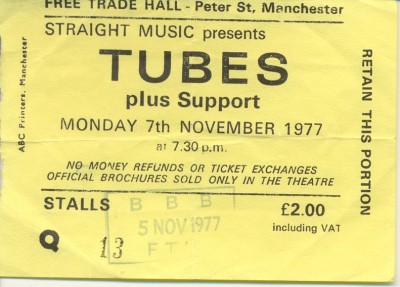 FREE TRADE HALL - Peter St, Manchester
STRAIGHT MUSIC presents
TUBES
plus Support
MONDAY 7th NOVEMBER 1977
at 7.30 p.m.
NO MONEY REFUNDS OR TICKET EXCHANGES
OFFICIAL BROCHURES SOLD ONLY IN THE THEATRE
STALLS
£2.00
including VAT
Q 13
B B B
5 NOV 1977
ABC Printers, Manchester
RETAIN THIS PORTION